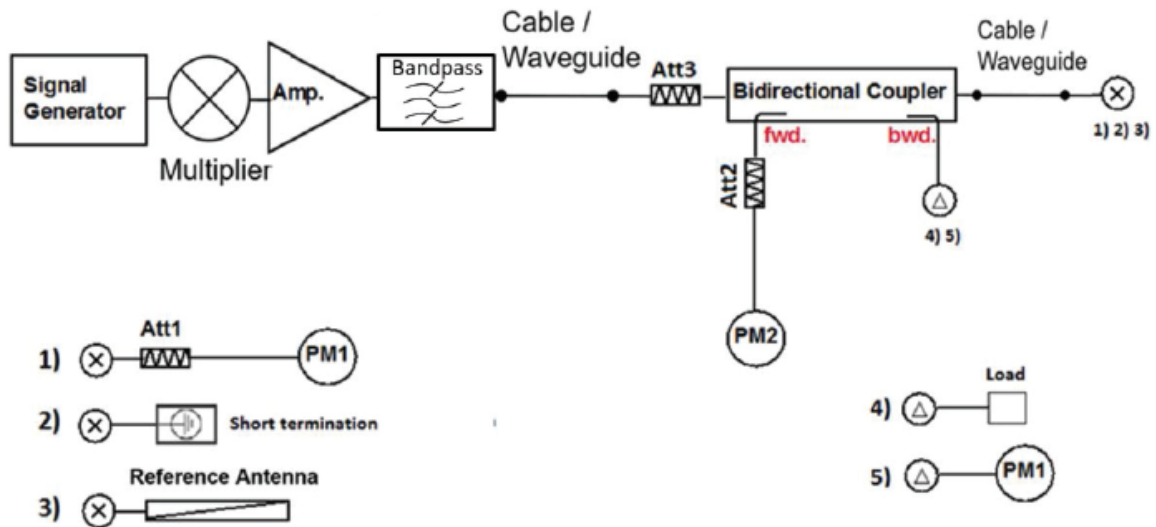 Cable /
Waveguide
Cable /
Waveguide
Signal
Generator
Multiplier
Amp.
Bandpass
Att3
Bidirectional Coupler
fwd.
bwd.
1) 2) 3)
Att2
4) 5)
PM2
Att1
1)
PM1
2)
Short termination
Reference Antenna
3)
Load
4)
5)
PM1